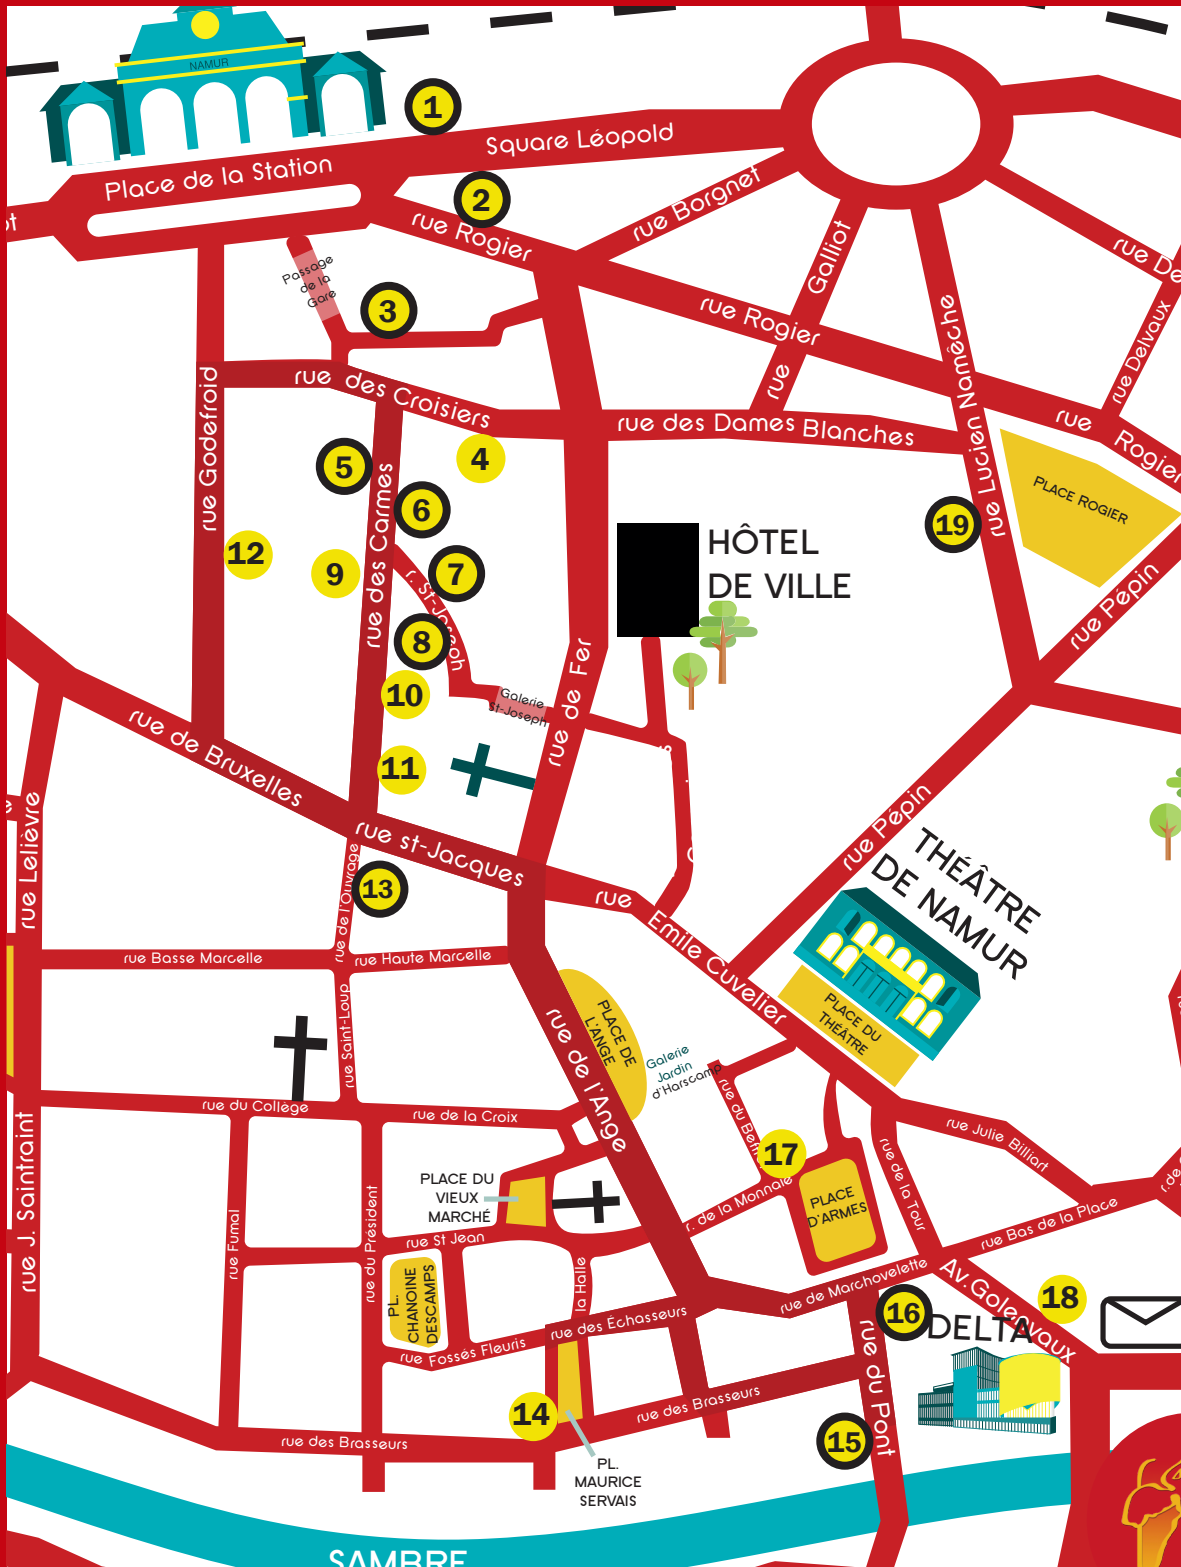 NAMUR
1
Square Léopold
Place de la Station
2
rue Rogier
rue Borgnet
Galliot
rue
rue De
Passage
de la
Gare
3
rue Rogier
rue Delvaux
rue Lucien Namêche
rue Rogier
rue des Croisiers
rue des Dames Blanches
rue Godefroid
4
5
6
PLACE ROGIER
19
HÔTEL
DE VILLE
12
9
7
rue des Carmes
r. St-Joseph
8
rue Pépin
10
Galerie
St-Joseph
rue de Fer
11
rue de Bruxelles
rue st-Jacques
rue Pépin
THÉÂTRE
DE NAMUR
rue Lelièvre
rue de l'Ouvrage
13
rue Emile Cuvelier
rue Basse Marcelle
rue Haute Marcelle
rue Saint-Loup
PLACE DE
L'ANGE
rue de l'Ange
PLACE DU
THÉÂTRE
Galerie
Jardin
d'Harscamp
rue du Collège
rue de la Croix
17
rue Julie Billiart
rue J. Saintraint
rue de la Tour
PLACE DU
VIEUX
MARCHÉ
PLACE
D'ARMES
r. de la Monnaie
rue Bas de la Place
rue Fumal
rue du Président
rue St Jean
la Halle
PL.
CHANOINE
DESCAMPS
rue de Marchovelette
Av. Golenvaux
18
16
DELTA
rue des Échasseurs
rue Fossés Fleuris
rue du Pont
14
rue des Brasseurs
rue des Brasseurs
15
PL.
MAURICE
SERVAIS
SAMBRE